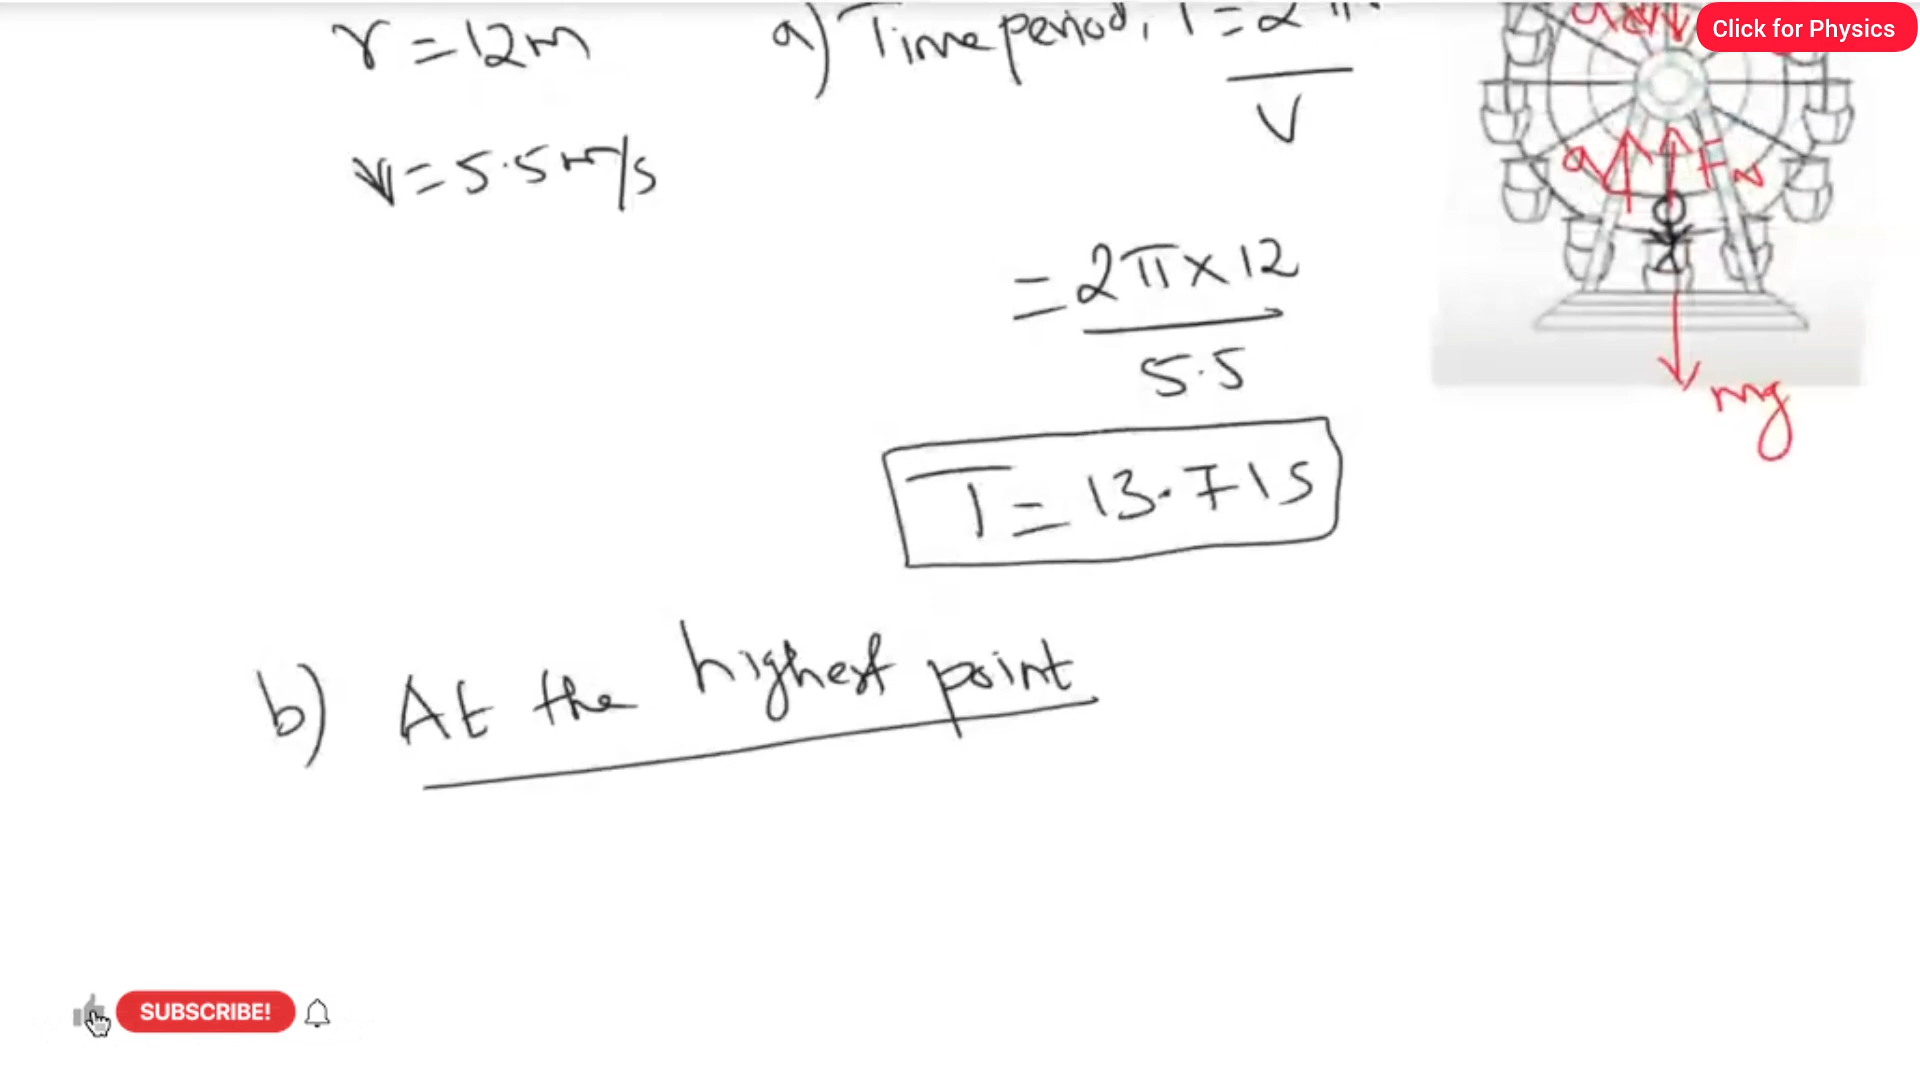 Click for Physics
r = 12m
a) Time period, T = 2π
v
v = 5.5 m/s
a
F N
= 2π × 12
5.5
mg
T = 13.71s
b) At the highest point
SUBSCRIBE!